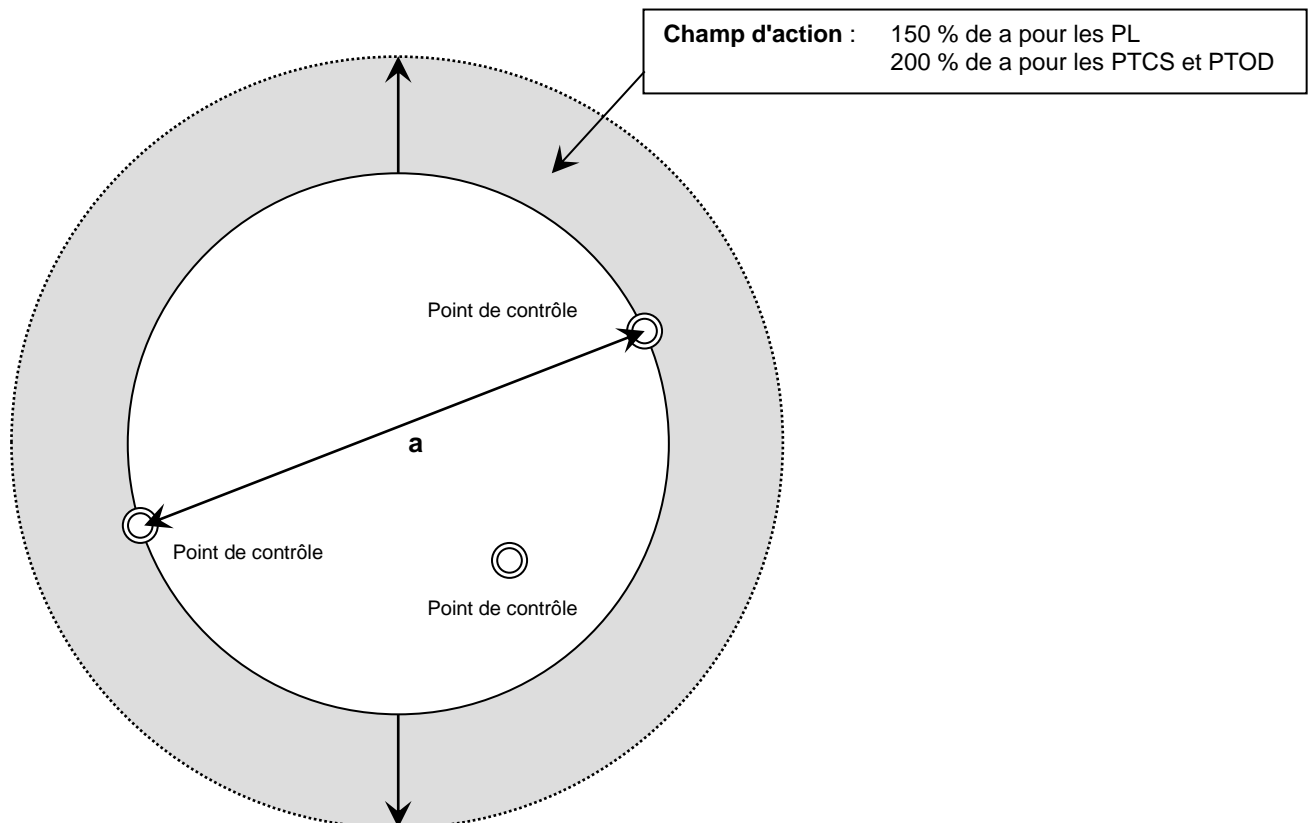 Champ d'action : 150 % de a pour les PL
200 % de a pour les PTCS et PTOD
Point de contrôle
a
Point de contrôle
Point de contrôle